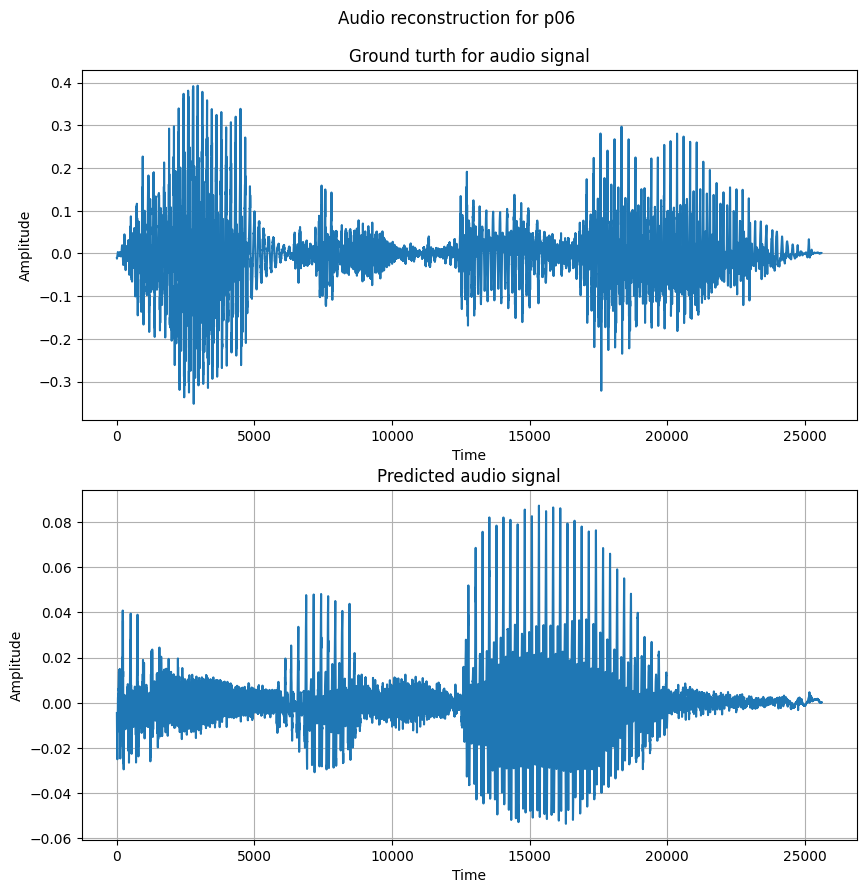 Audio reconstruction for p06
Ground turth for audio signal
0.4
0.3
0.2
0.1
0.0
−0.1
−0.2
−0.3
Amplitude
0 5000 10000 15000 20000 25000
Time
Predicted audio signal
0.08
0.06
0.04
0.02
0.00
−0.02
−0.04
−0.06
Amplitude
0 5000 10000 15000 20000 25000
Time